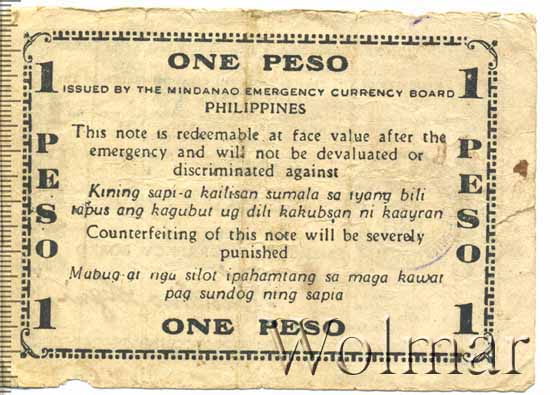 1 ONE PESO 1
ISSUED BY THE MINDANAO EMERGENCY CURRENCY BOARD
PHILIPPINES
This note is redeemable at face value after the
emergency and will not be devaluated or
discriminated against
Kining sapi-a kailisan sumala sa iyang bili
tapus ang kagubut ug dili kakubsan ni kaayran
Counterfeiting of this note will be severely
punished
Mabug-at nga silot ipahamtang sa maga kawat
pag sundog ning sapia
1 ONE PESO 1
PESO
PESO
Wolmar